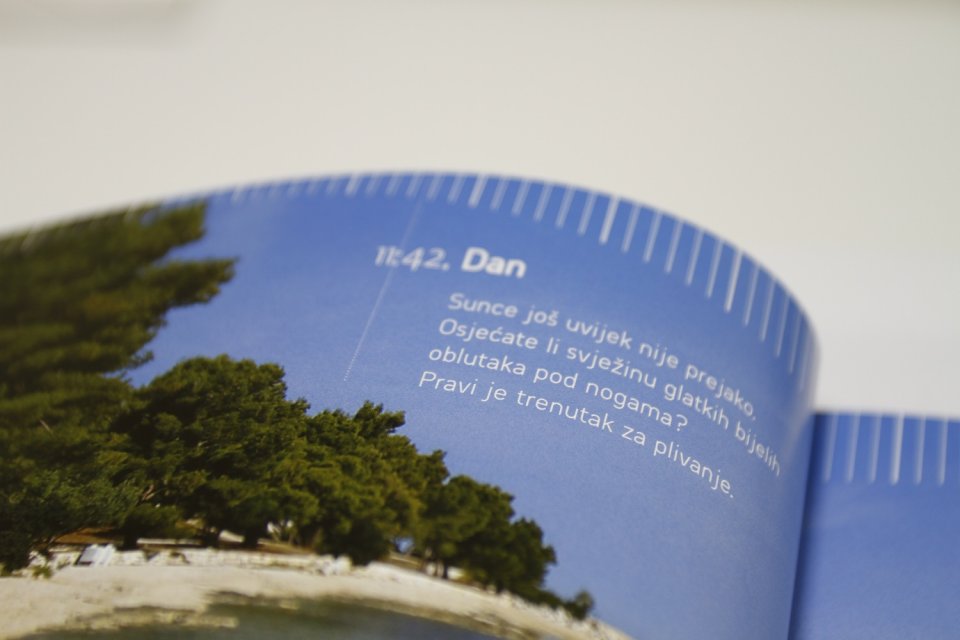 11:42. Dan
Sunce još uvijek nije prejako.
Osjećate li svježinu glatkih bijelih
oblutaka pod nogama?
Pravi je trenutak za plivanje.